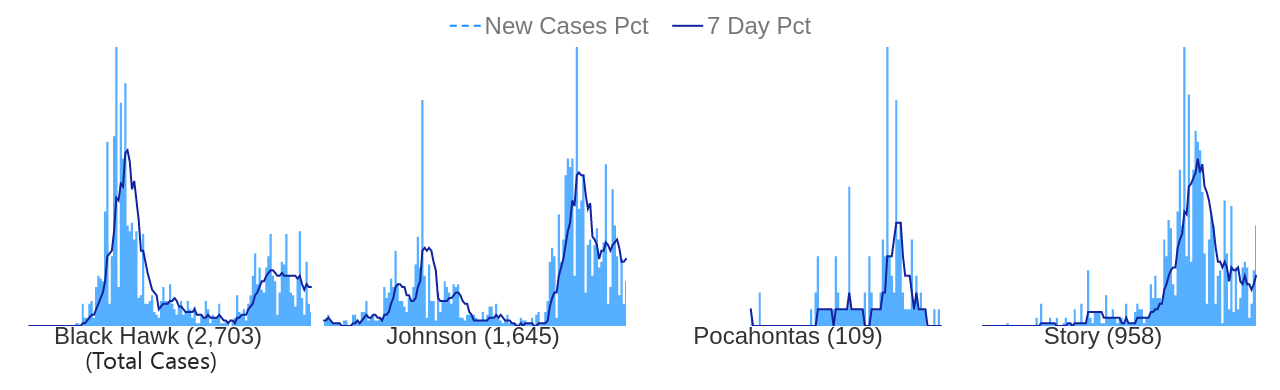 New Cases Pct 7 Day Pct
Black Hawk (2,703) Johnson (1,645) Pocahontas (109) Story (958)
(Total Cases)